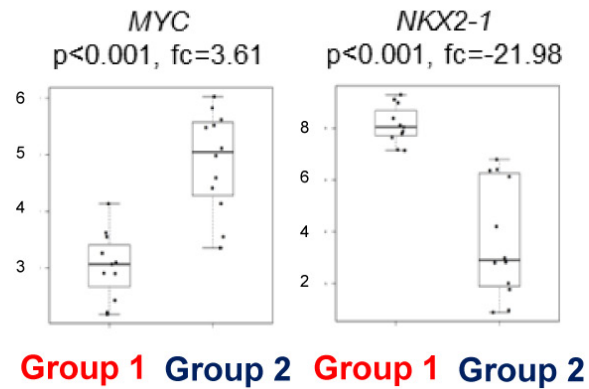 MYC
p<0.001, fc=3.61
6
5
4
3
Group 1 Group 2
NKX2-1
p<0.001, fc=-21.98
8
6
4
2
Group 1 Group 2